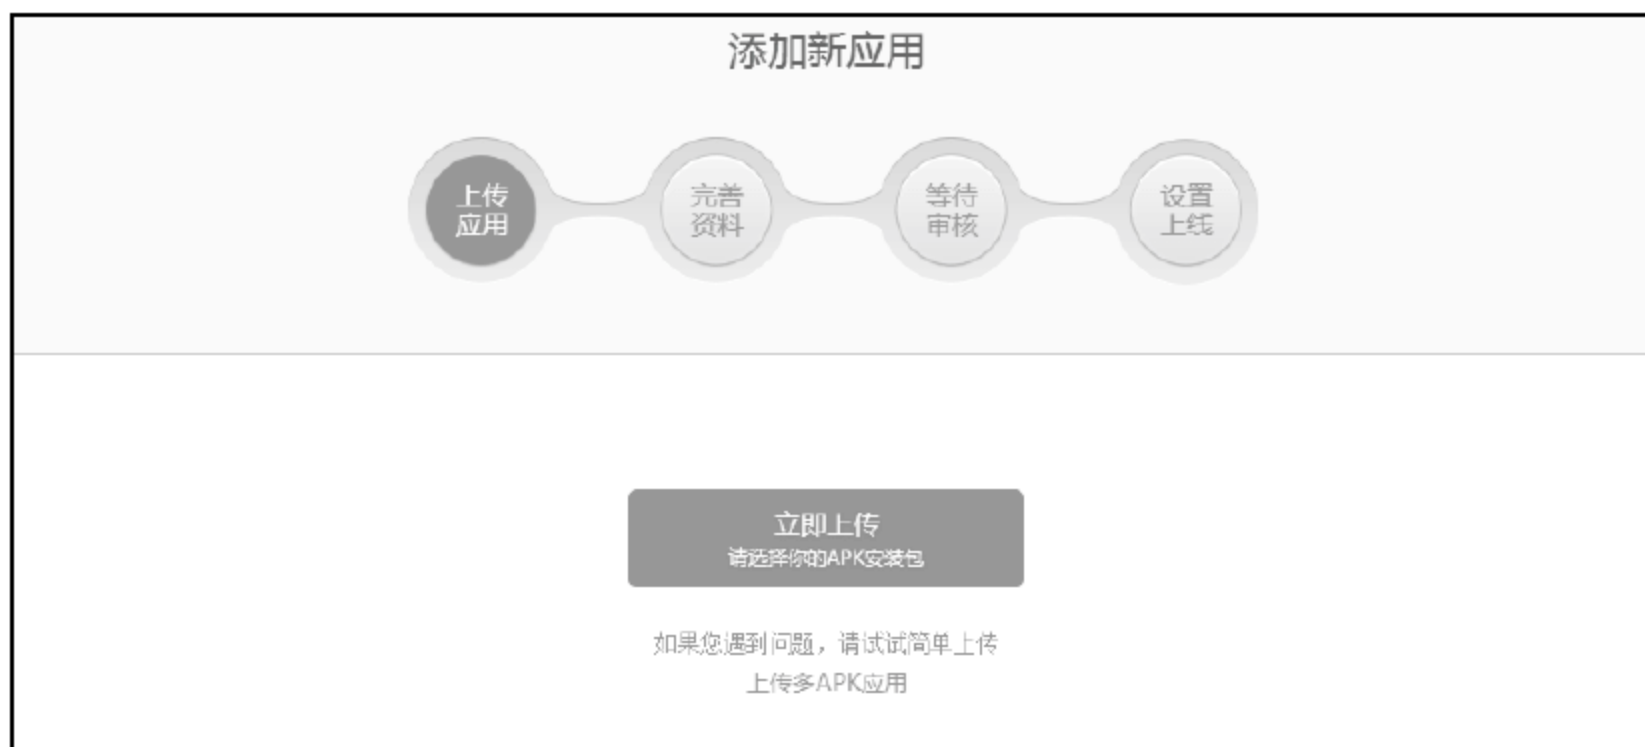 添加新应用
上传
应用
完善
资料
等待
审核
设置
上线
立即上传
请选择你的APK安装包
如果您遇到问题，请试试简单上传
上传多APK应用